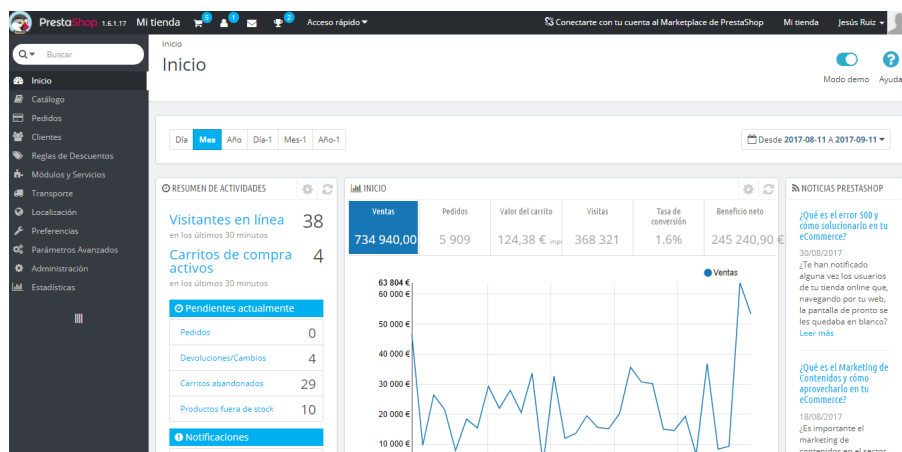 PrestaShop 1.6.1.17 Mi tienda 5 1 2 Acceso rápido Conectarte con tu cuenta al Marketplace de PrestaShop Mi tienda Jesús Ruiz
Buscar
Inicio
Catálogo
Pedidos
Clientes
Reglas de Descuentos
Módulos y Servicios
Transporte
Localización
Preferencias
Parámetros Avanzados
Administración
Estadísticas
Inicio
Inicio
Modo demo Ayuda
Día Mes Año Día-1 Mes-1 Año-1
Desde 2017-08-11 A 2017-09-11
RESUMEN DE ACTIVIDADES
Visitantes en línea 38
en los últimos 30 minutos
Carritos de compra activos 4
en los últimos 30 minutos
Pendientes actualmente
Pedidos 0
Devoluciones/Cambios 4
Carritos abandonados 29
Productos fuera de stock 10
Notificaciones
INICIO
Ventas Pedidos Valor del carrito Visitas Tasa de conversión Beneficio neto
734 940,00 5 909 124,38 € impu 368 321 1.6% 245 240,90 €
Ventas
63 804 €
60 000 €
50 000 €
40 000 €
30 000 €
20 000 €
10 000 €
NOTICIAS PRESTASHOP
¿Qué es el error 500 y
cómo solucionarlo en tu
eCommerce?
30/08/2017
¿Te han notificado
alguna vez los usuarios
de tu tienda online que,
navegando por tu web,
la pantalla de pronto se
les quedaba en blanco?
Leer más
¿Qué es el Marketing de
Contenidos y cómo
aprovecharlo en tu
eCommerce?
18/08/2017
¿Es importante el
marketing de
contenidos en el sector